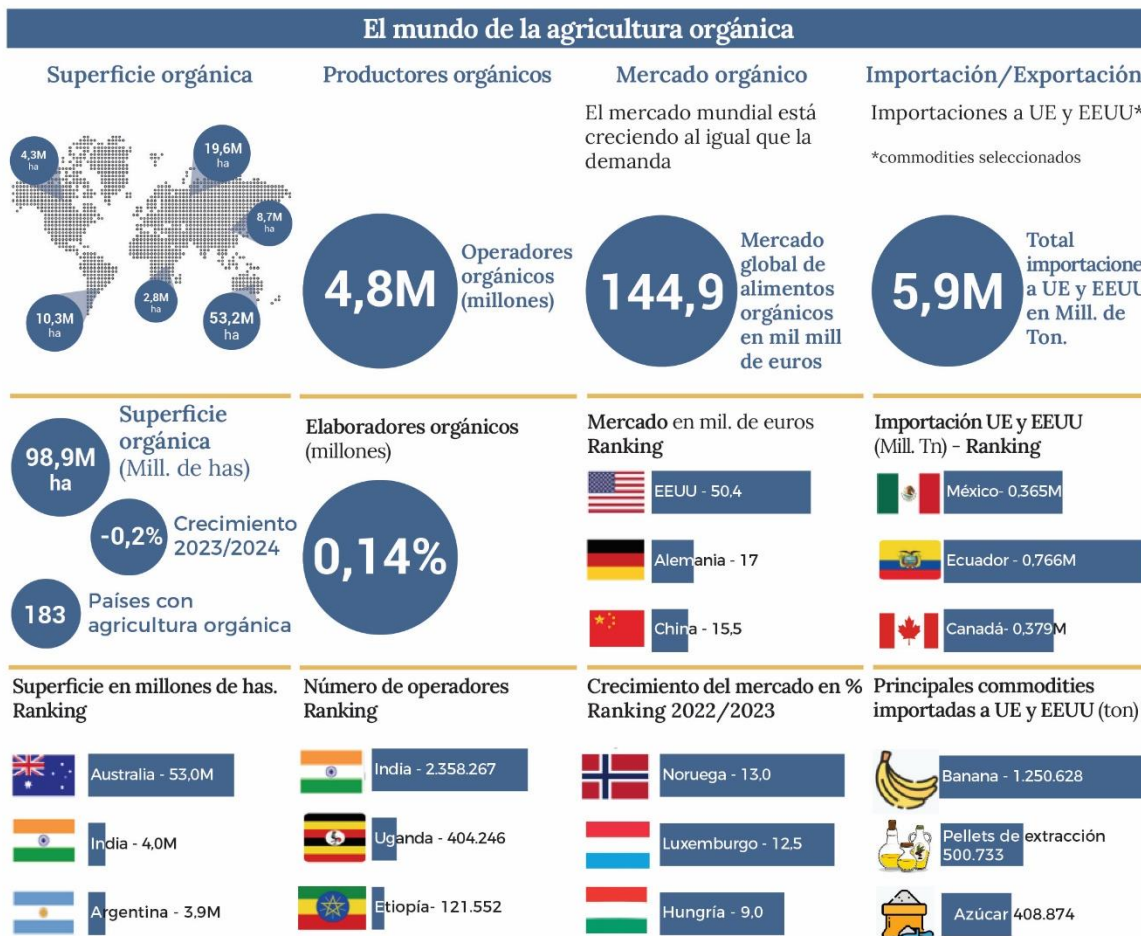 El mundo de la agricultura orgánica
Superficie orgánica
4,3M
ha
19,6M
ha
8,7M
ha
10,3M
ha
2,8M
ha
53,2M
ha
Productores orgánicos
4,8M
Operadores
orgánicos
(millones)
Mercado orgánico
El mercado mundial está
creciendo al igual que la
demanda
144,9
Mercado
global de
alimentos
orgánicos
en mil mill
de euros
Importación/Exportación
Importaciones a UE y EEUU*
*commodities seleccionados
5,9M
Total
importacione
a UE y EEUU
en Mill. de
Ton.
98,9M
ha
Superficie
orgánica
(Mill. de has)
-0,2%
Crecimiento
2023/2024
183
Países con
agricultura orgánica
Elaboradores orgánicos
(millones)
0,14%
Mercado en mil. de euros
Ranking
EEUU - 50,4
Alemania - 17
China - 15,5
Importación UE y EEUU
(Mill. Tn) - Ranking
México- 0.365M
Ecuador - 0,766M
Canadá- 0,379M
Superficie en millones de has.
Ranking
Australia - 53,0M
India - 4,0M
Argentina - 3,9M
Número de operadores
Ranking
India - 2.358.267
Uganda - 404.246
Etiopía- 121.552
Crecimiento del mercado en %
Ranking 2022/2023
Noruega - 13,0
Luxemburgo - 12,5
Hungría - 9,0
Principales commodities
importadas a UE y EEUU (ton)
Banana - 1.250.628
Pellets de extracción
500.733
Azúcar 408.874